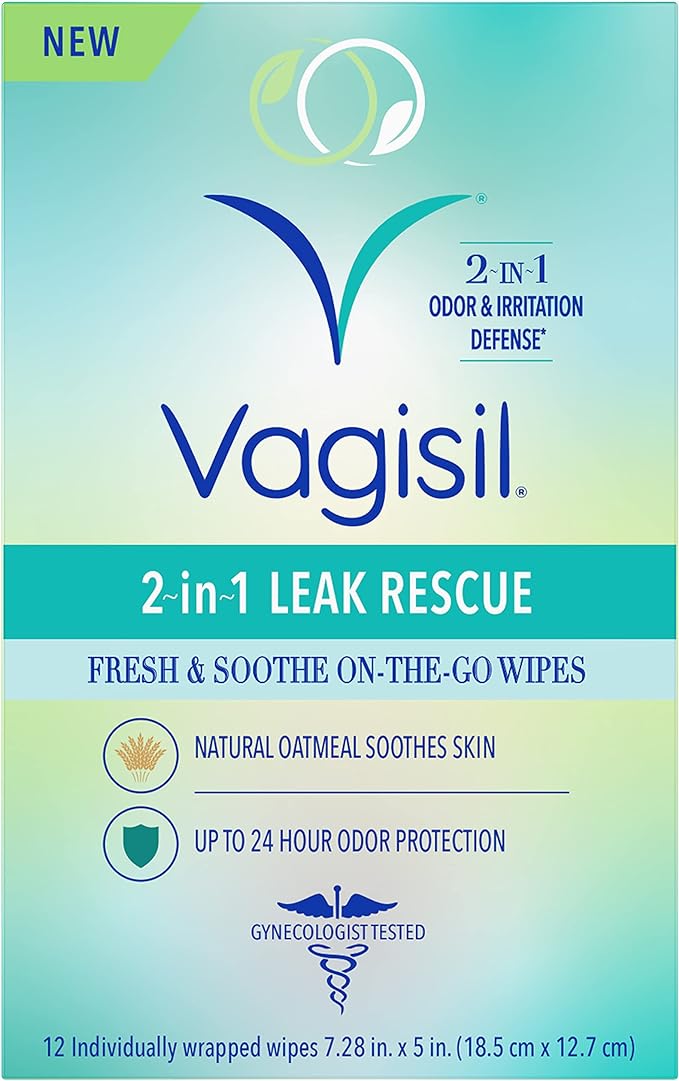 NEW
2~IN~1
ODOR & IRRITATION
DEFENSE*
Vagisil®
2~in~1 LEAK RESCUE
FRESH & SOOTHE ON-THE-GO WIPES
NATURAL OATMEAL SOOTHES SKIN
UP TO 24 HOUR ODOR PROTECTION
GYNECOLOGIST TESTED
12 Individually wrapped wipes 7.28 in. x 5 in. (18.5 cm x 12.7 cm)